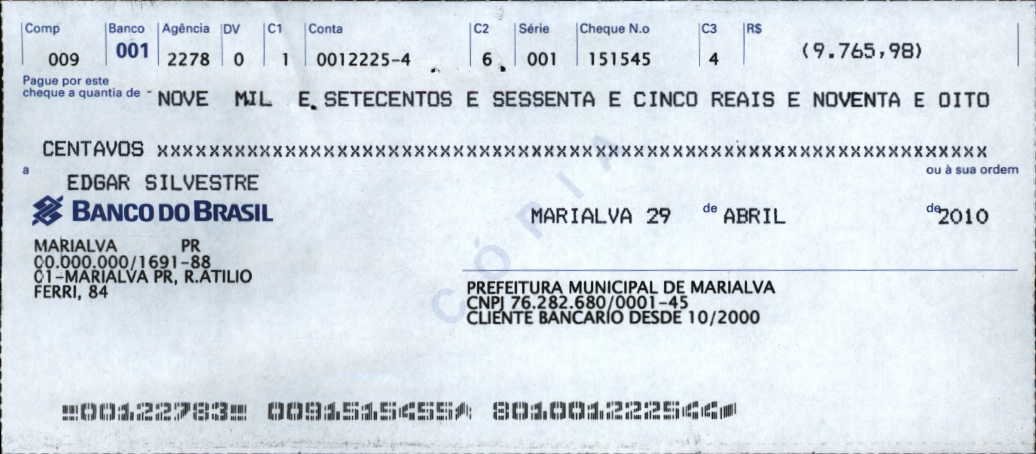 Comp Banco Agência DV C1 Conta C2 Série Cheque N.o C3 R$
009 001 2278 0 1 0012225-4 6 001 151545 4 (9.765,98)
Pague por este
cheque a quantia de NOVE MIL E SETECENTOS E SESSENTA E CINCO REAIS E NOVENTA E OITO
CENTAVOS xxxxxxxxxxxxxxxxxxxxxxxxxxxxxxxxxxxxxxxxxxxxxxxxxxxxxxxxxxxxxxxxxxxxxxxxxxxx
a EDGAR SILVESTRE ou à sua ordem
BANCO DO BRASIL
MARIALVA 29 de ABRIL de 2010
MARIALVA PR
00.000.000/1691-88
01-MARIALVA PR, R.ATILIO
FERRI, 84
PREFEITURA MUNICIPAL DE MARIALVA
CNPJ 76.282.680/0001-45
CLIENTE BANCARIO DESDE 10/2000
CÓPIA